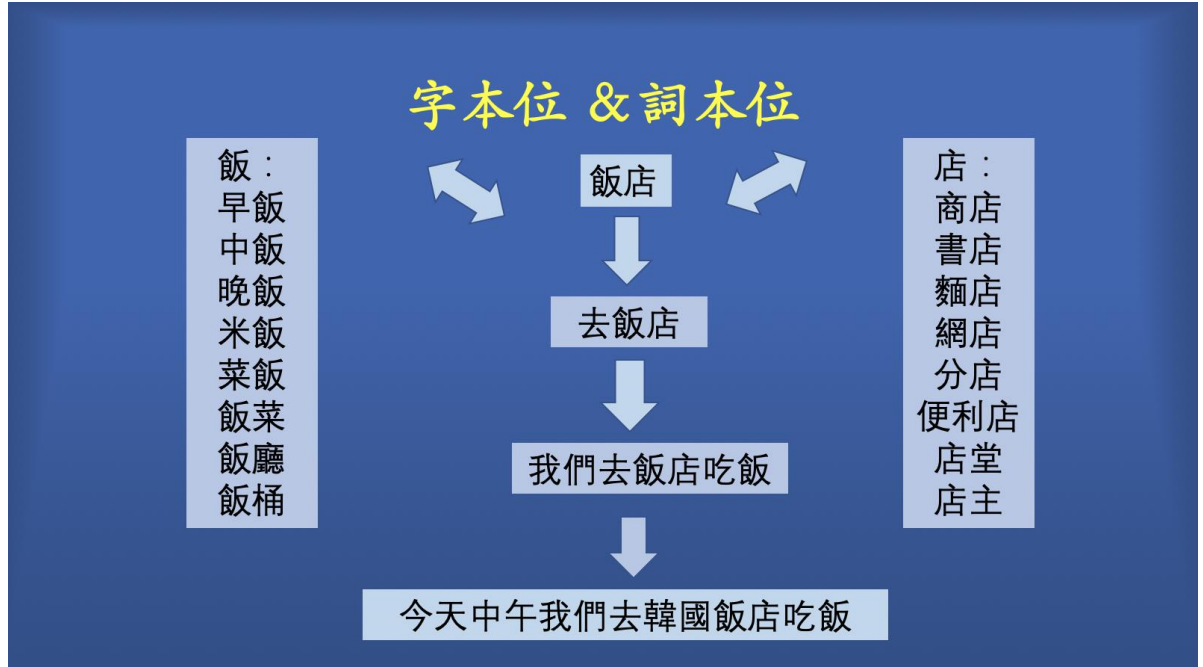 字本位 &詞本位
飯：
早飯
中飯
晚飯
米飯
菜飯
飯菜
飯廳
飯桶
飯店
去飯店
我們去飯店吃飯
今天中午我們去韓國飯店吃飯
店：
商店
書店
麵店
網店
分店
便利店
店堂
店主